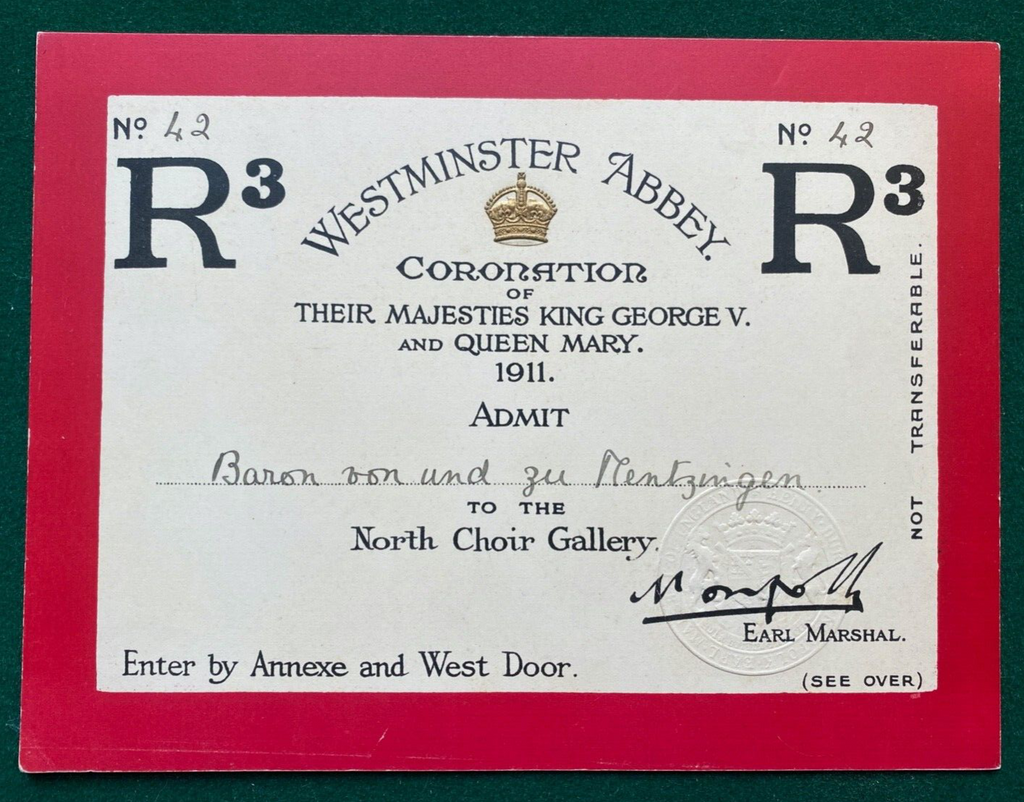 Nº 42
Nº 42
R³
R³
WESTMINSTER ABBEY.
CORONATION
OF
THEIR MAJESTIES KING GEORGE V.
AND QUEEN MARY.
1911.
ADMIT
Baron von und zu Mentzingen
TO THE
North Choir Gallery.
Norfolk
EARL MARSHAL.
Enter by Annexe and West Door.
(SEE OVER)
NOT TRANSFERABLE.